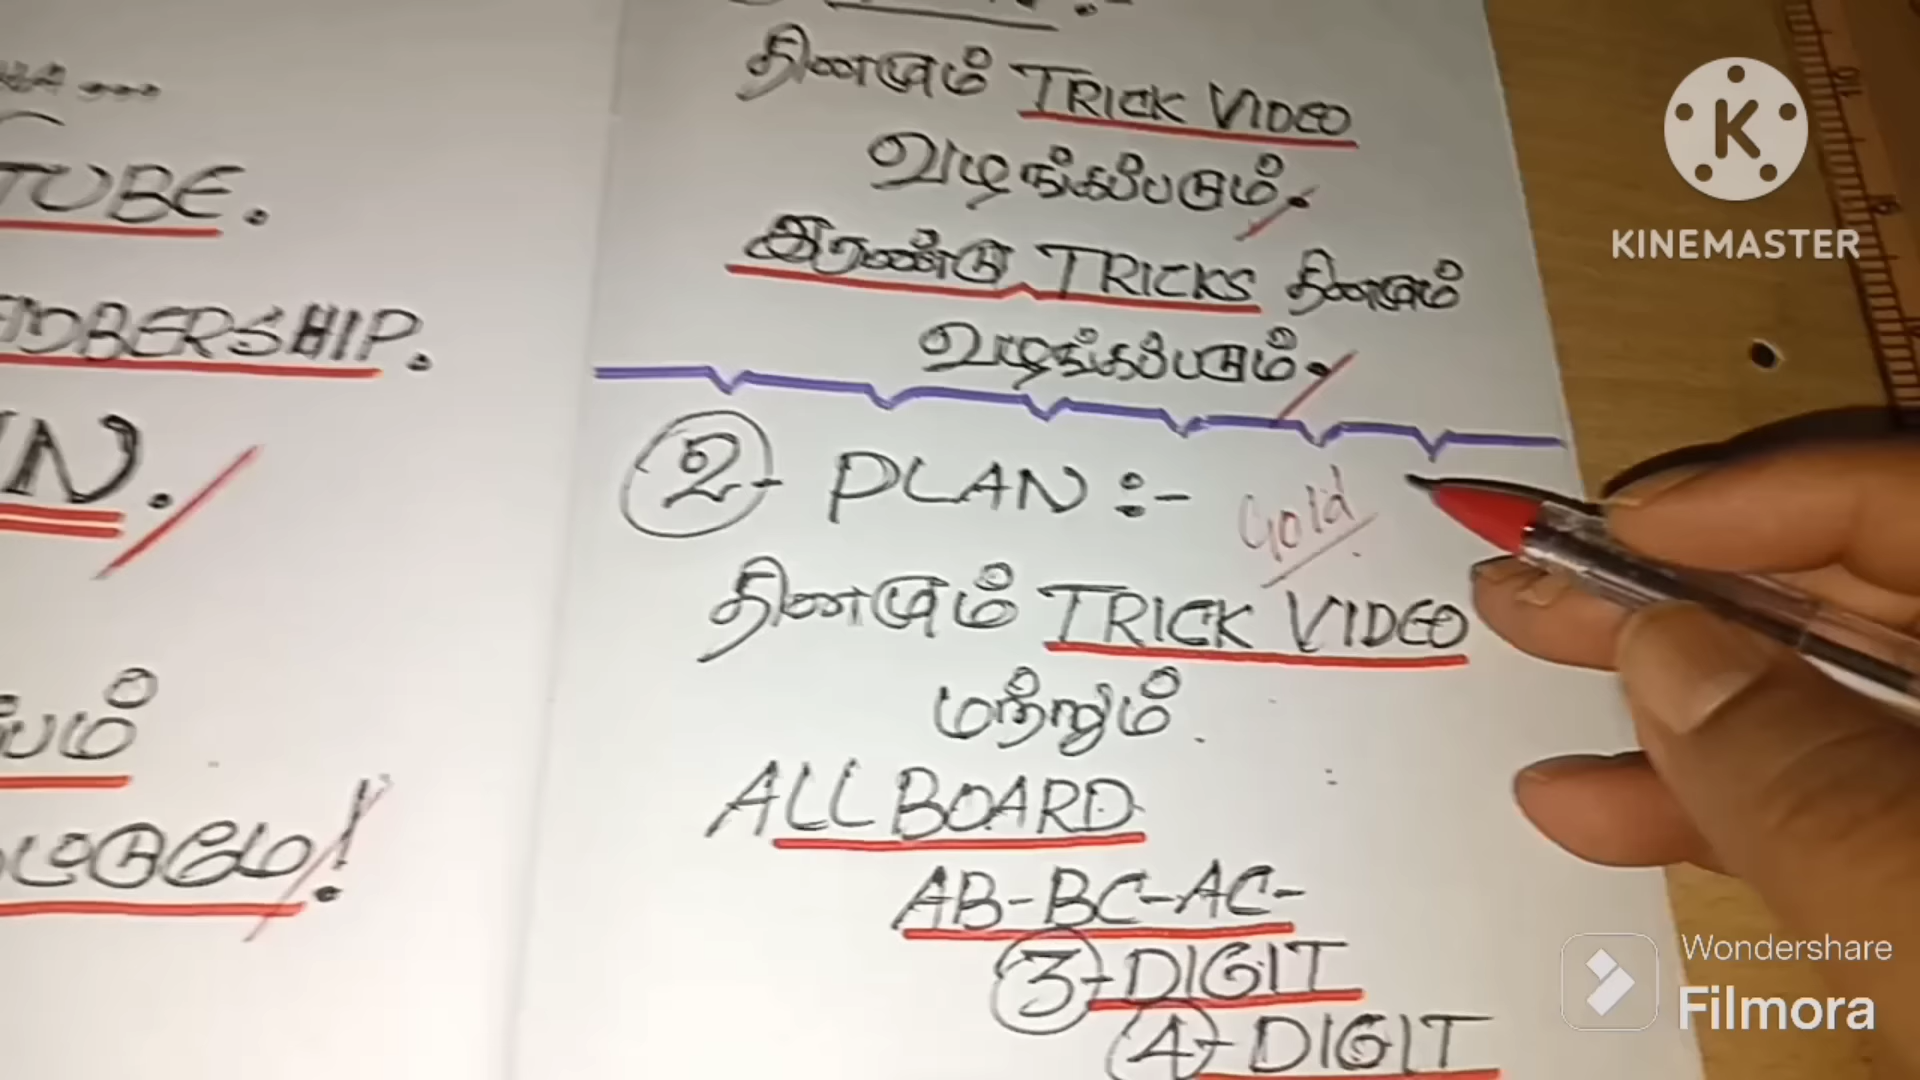 TUBE.
MBERSHIP.
N.
தினமும் TRICK VIDEO
வழங்கப்படும்.
இரண்டு TRICKS தினமும்
வழங்கப்படும்.
2- PLAN :- Gold
தினமும் TRICK VIDEO
மற்றும்
ALL BOARD
AB-BC-AC-
3-DIGIT
4-DIGIT
KINEMASTER
Wondershare
Filmora